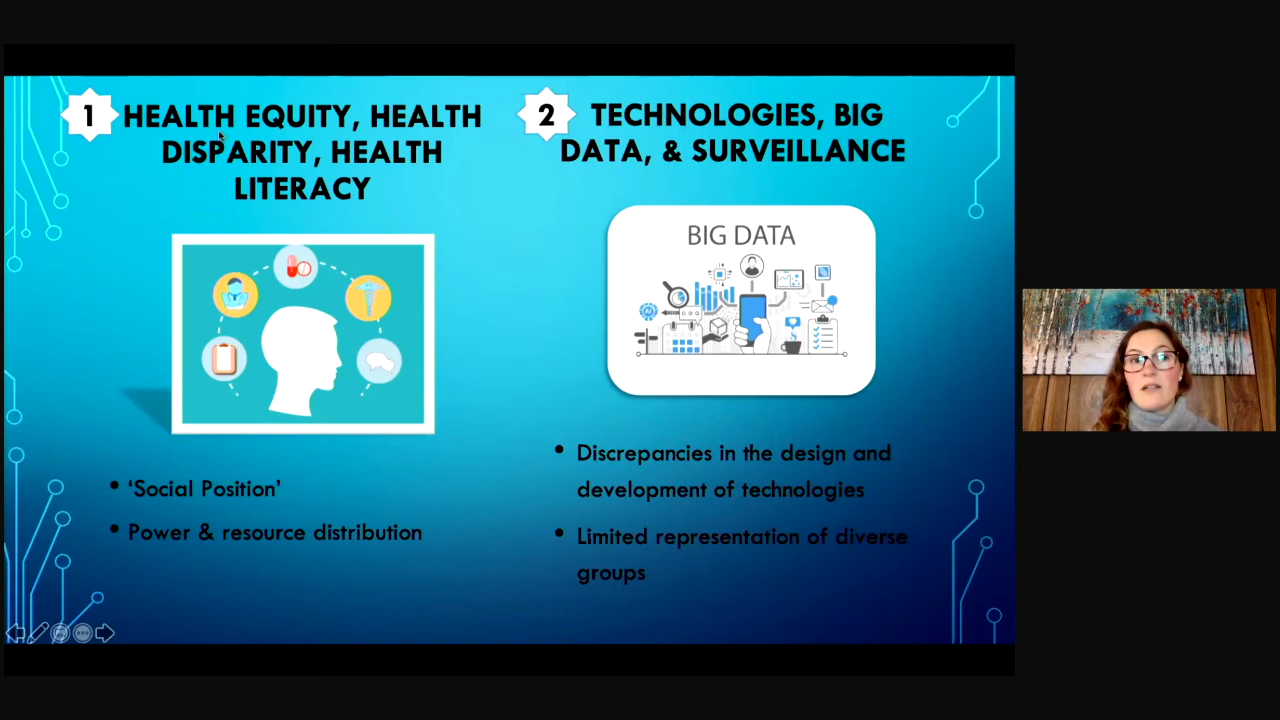 1
HEALTH EQUITY, HEALTH
DISPARITY, HEALTH
LITERACY
‘Social Position’
Power & resource distribution
2
TECHNOLOGIES, BIG
DATA, & SURVEILLANCE
BIG DATA
AI
• Discrepancies in the design and
development of technologies
• Limited representation of diverse
groups